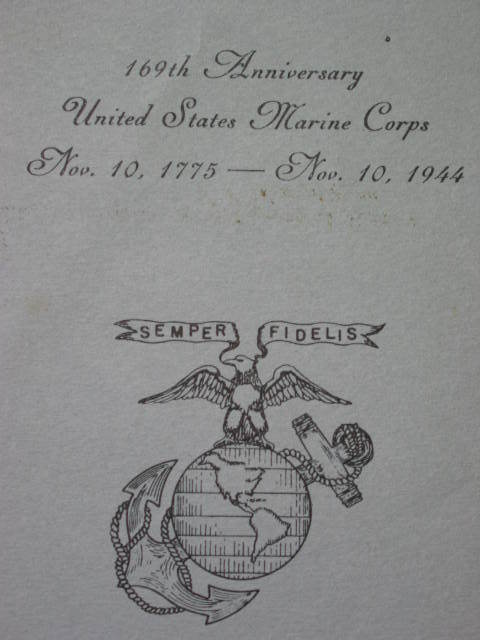 169th Anniversary
United States Marine Corps
Nov. 10, 1775 — Nov. 10, 1944
SEMPER FIDELIS